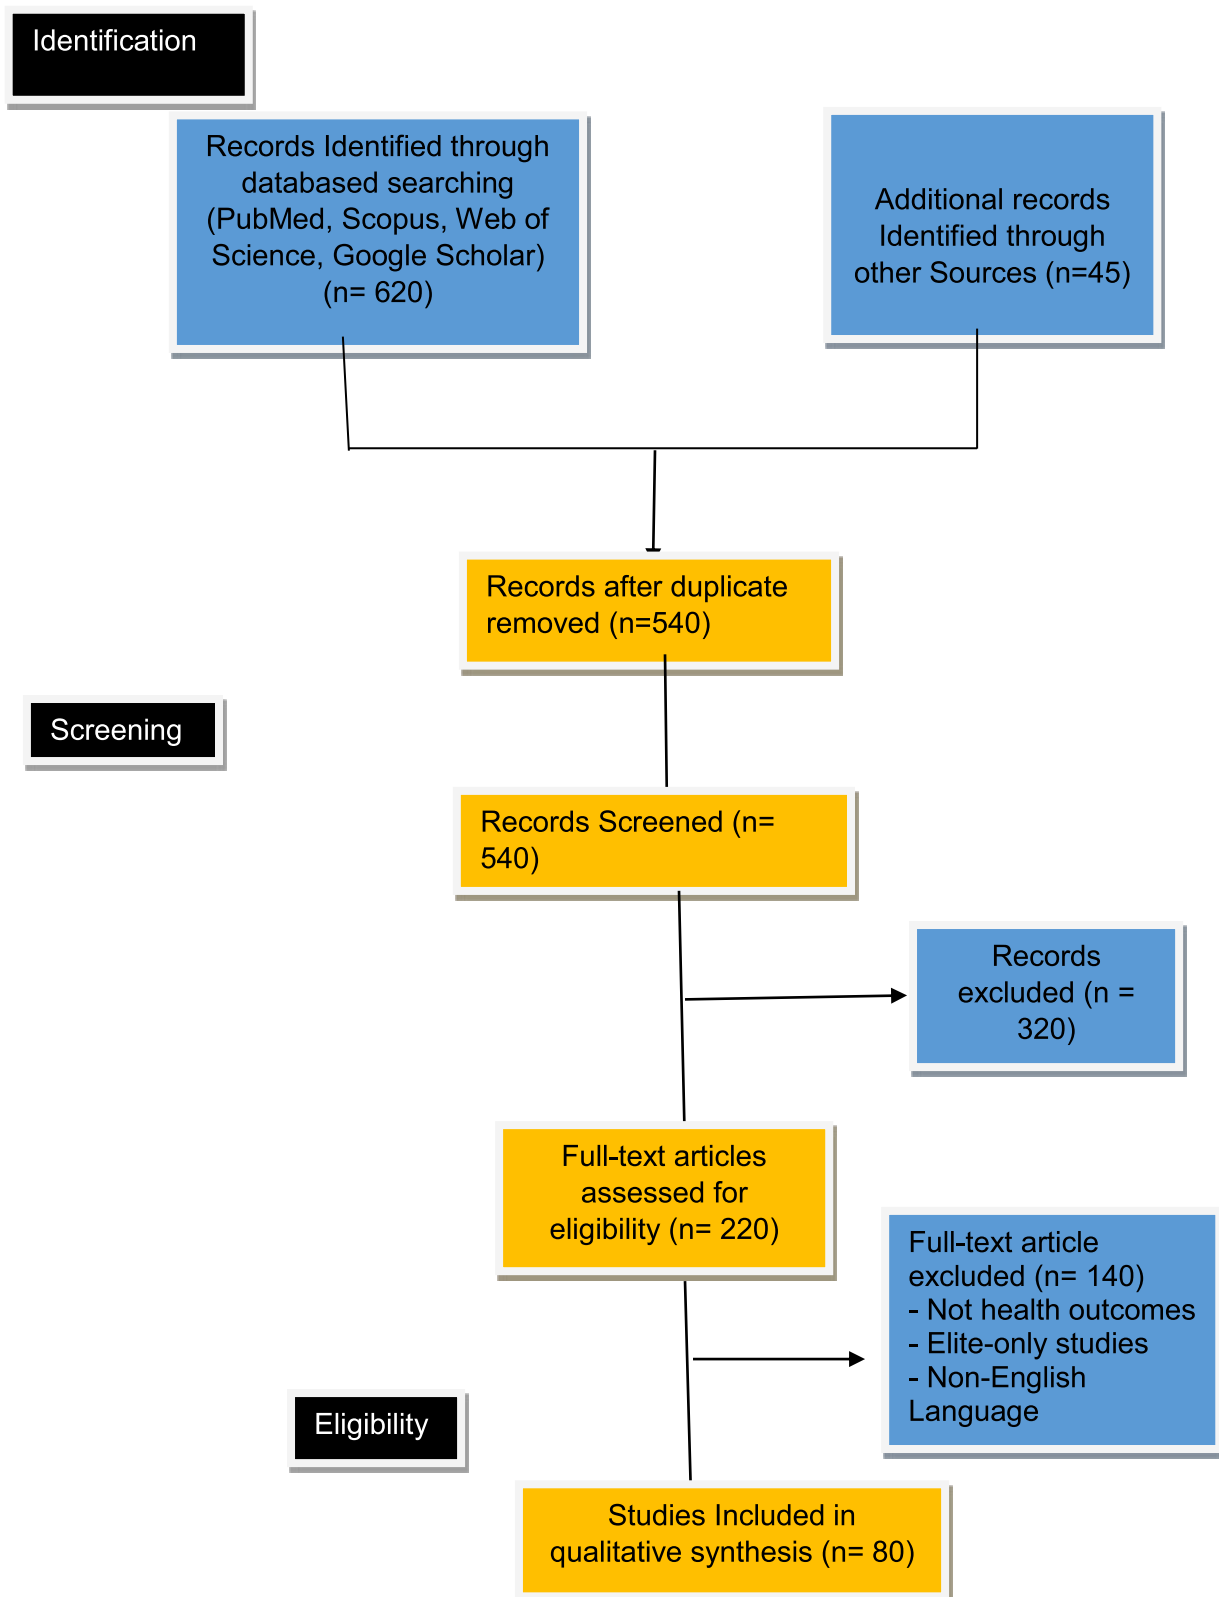 Identification
Records Identified through
databased searching
(PubMed, Scopus, Web of
Science, Google Scholar)
(n= 620)
Additional records
Identified through
other Sources (n=45)
Records after duplicate
removed (n=540)
Screening
Records Screened (n=
540)
Records
excluded (n =
320)
Full-text articles
assessed for
eligibility (n= 220)
Full-text article
excluded (n= 140)
- Not health outcomes
- Elite-only studies
- Non-English
Language
Eligibility
Studies Included in
qualitative synthesis (n= 80)